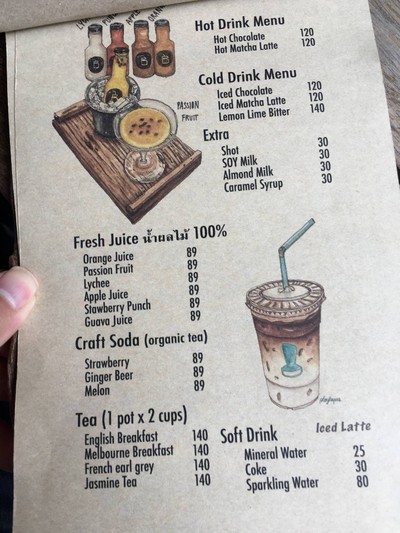 LYCHEE
APPLE
ORANGE
PASSION
FRUIT
Hot Drink Menu
Hot Chocolate 120
Hot Matcha Latte 120
Cold Drink Menu
Iced Chocolate 120
Iced Matcha Latte 120
Lemon Lime Bitter 140
Extra
Shot 30
SOY Milk 30
Almond Milk 30
Caramel Syrup 30
Fresh Juice น้ำผลไม้ 100%
Orange Juice 89
Passion Fruit 89
Lychee 89
Apple Juice 89
Stawberry Punch 89
Guava Juice 89
Craft Soda (organic tea)
Strawberry 89
Ginger Beer 89
Melon 89
Tea (1 pot x 2 cups)
English Breakfast 140
Melbourne Breakfast 140
French earl grey 140
Jasmine Tea 140
Iced Latte
Soft Drink
Mineral Water 25
Coke 30
Sparkling Water 80